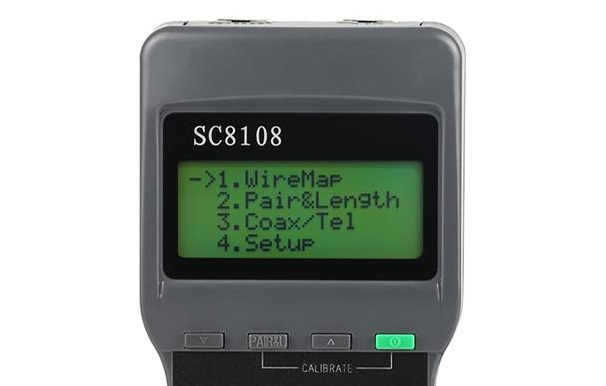 SC8108
->1.WireMap
2.Pair&Length
3.Coax/Tel
4.Setup
PAIR&L
CALIBRATE